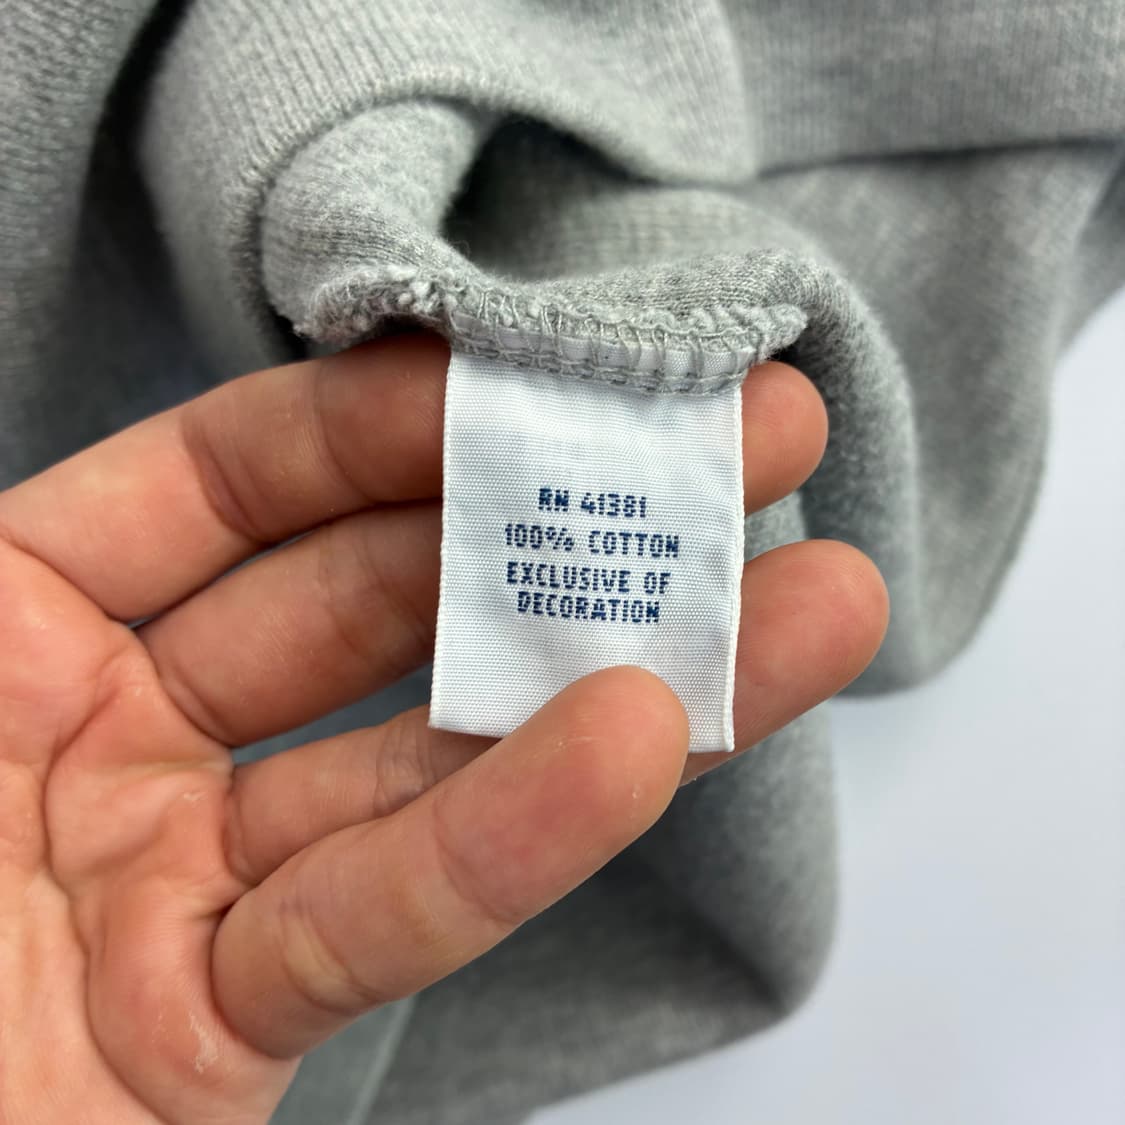 RN 41381
100% COTTON
EXCLUSIVE OF
DECORATION